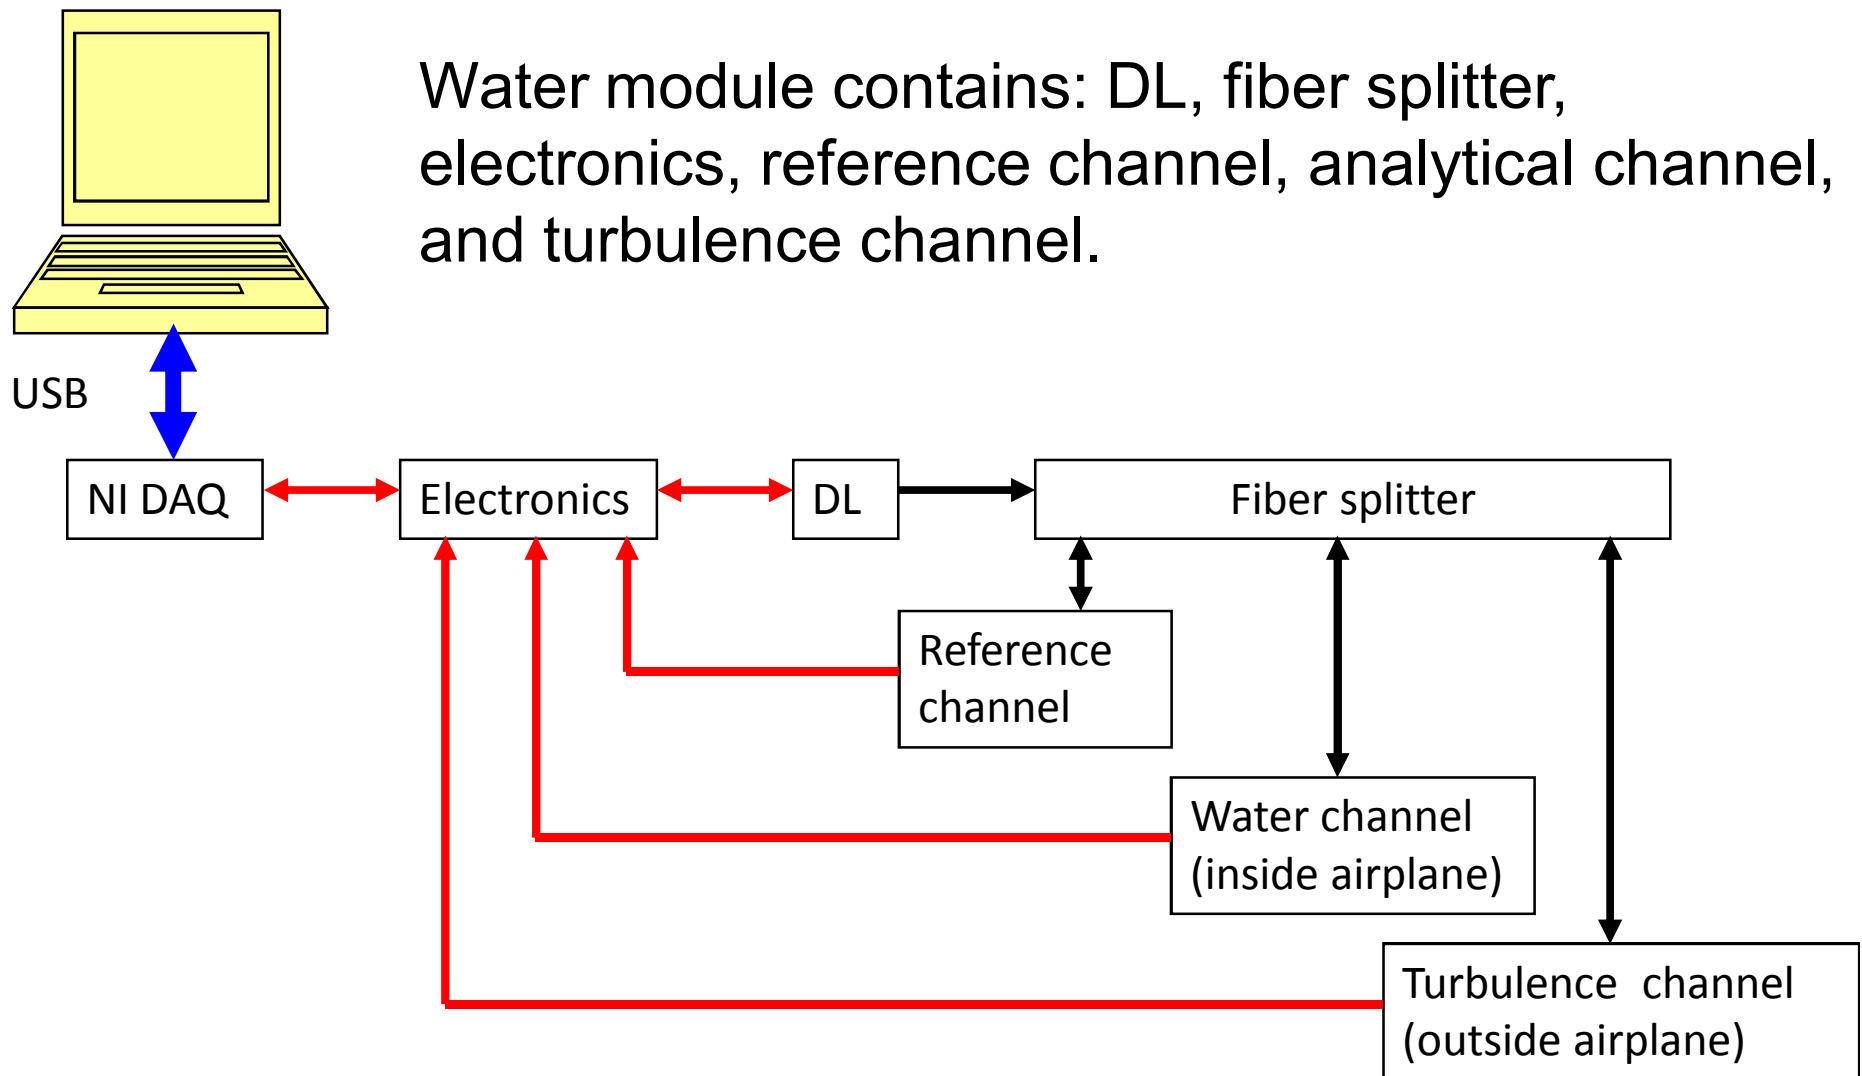 Water module contains: DL, fiber splitter,
electronics, reference channel, analytical channel,
and turbulence channel.
USB
NI DAQ
Electronics
DL
Fiber splitter
Reference
channel
Water channel
(inside airplane)
Turbulence channel
(outside airplane)